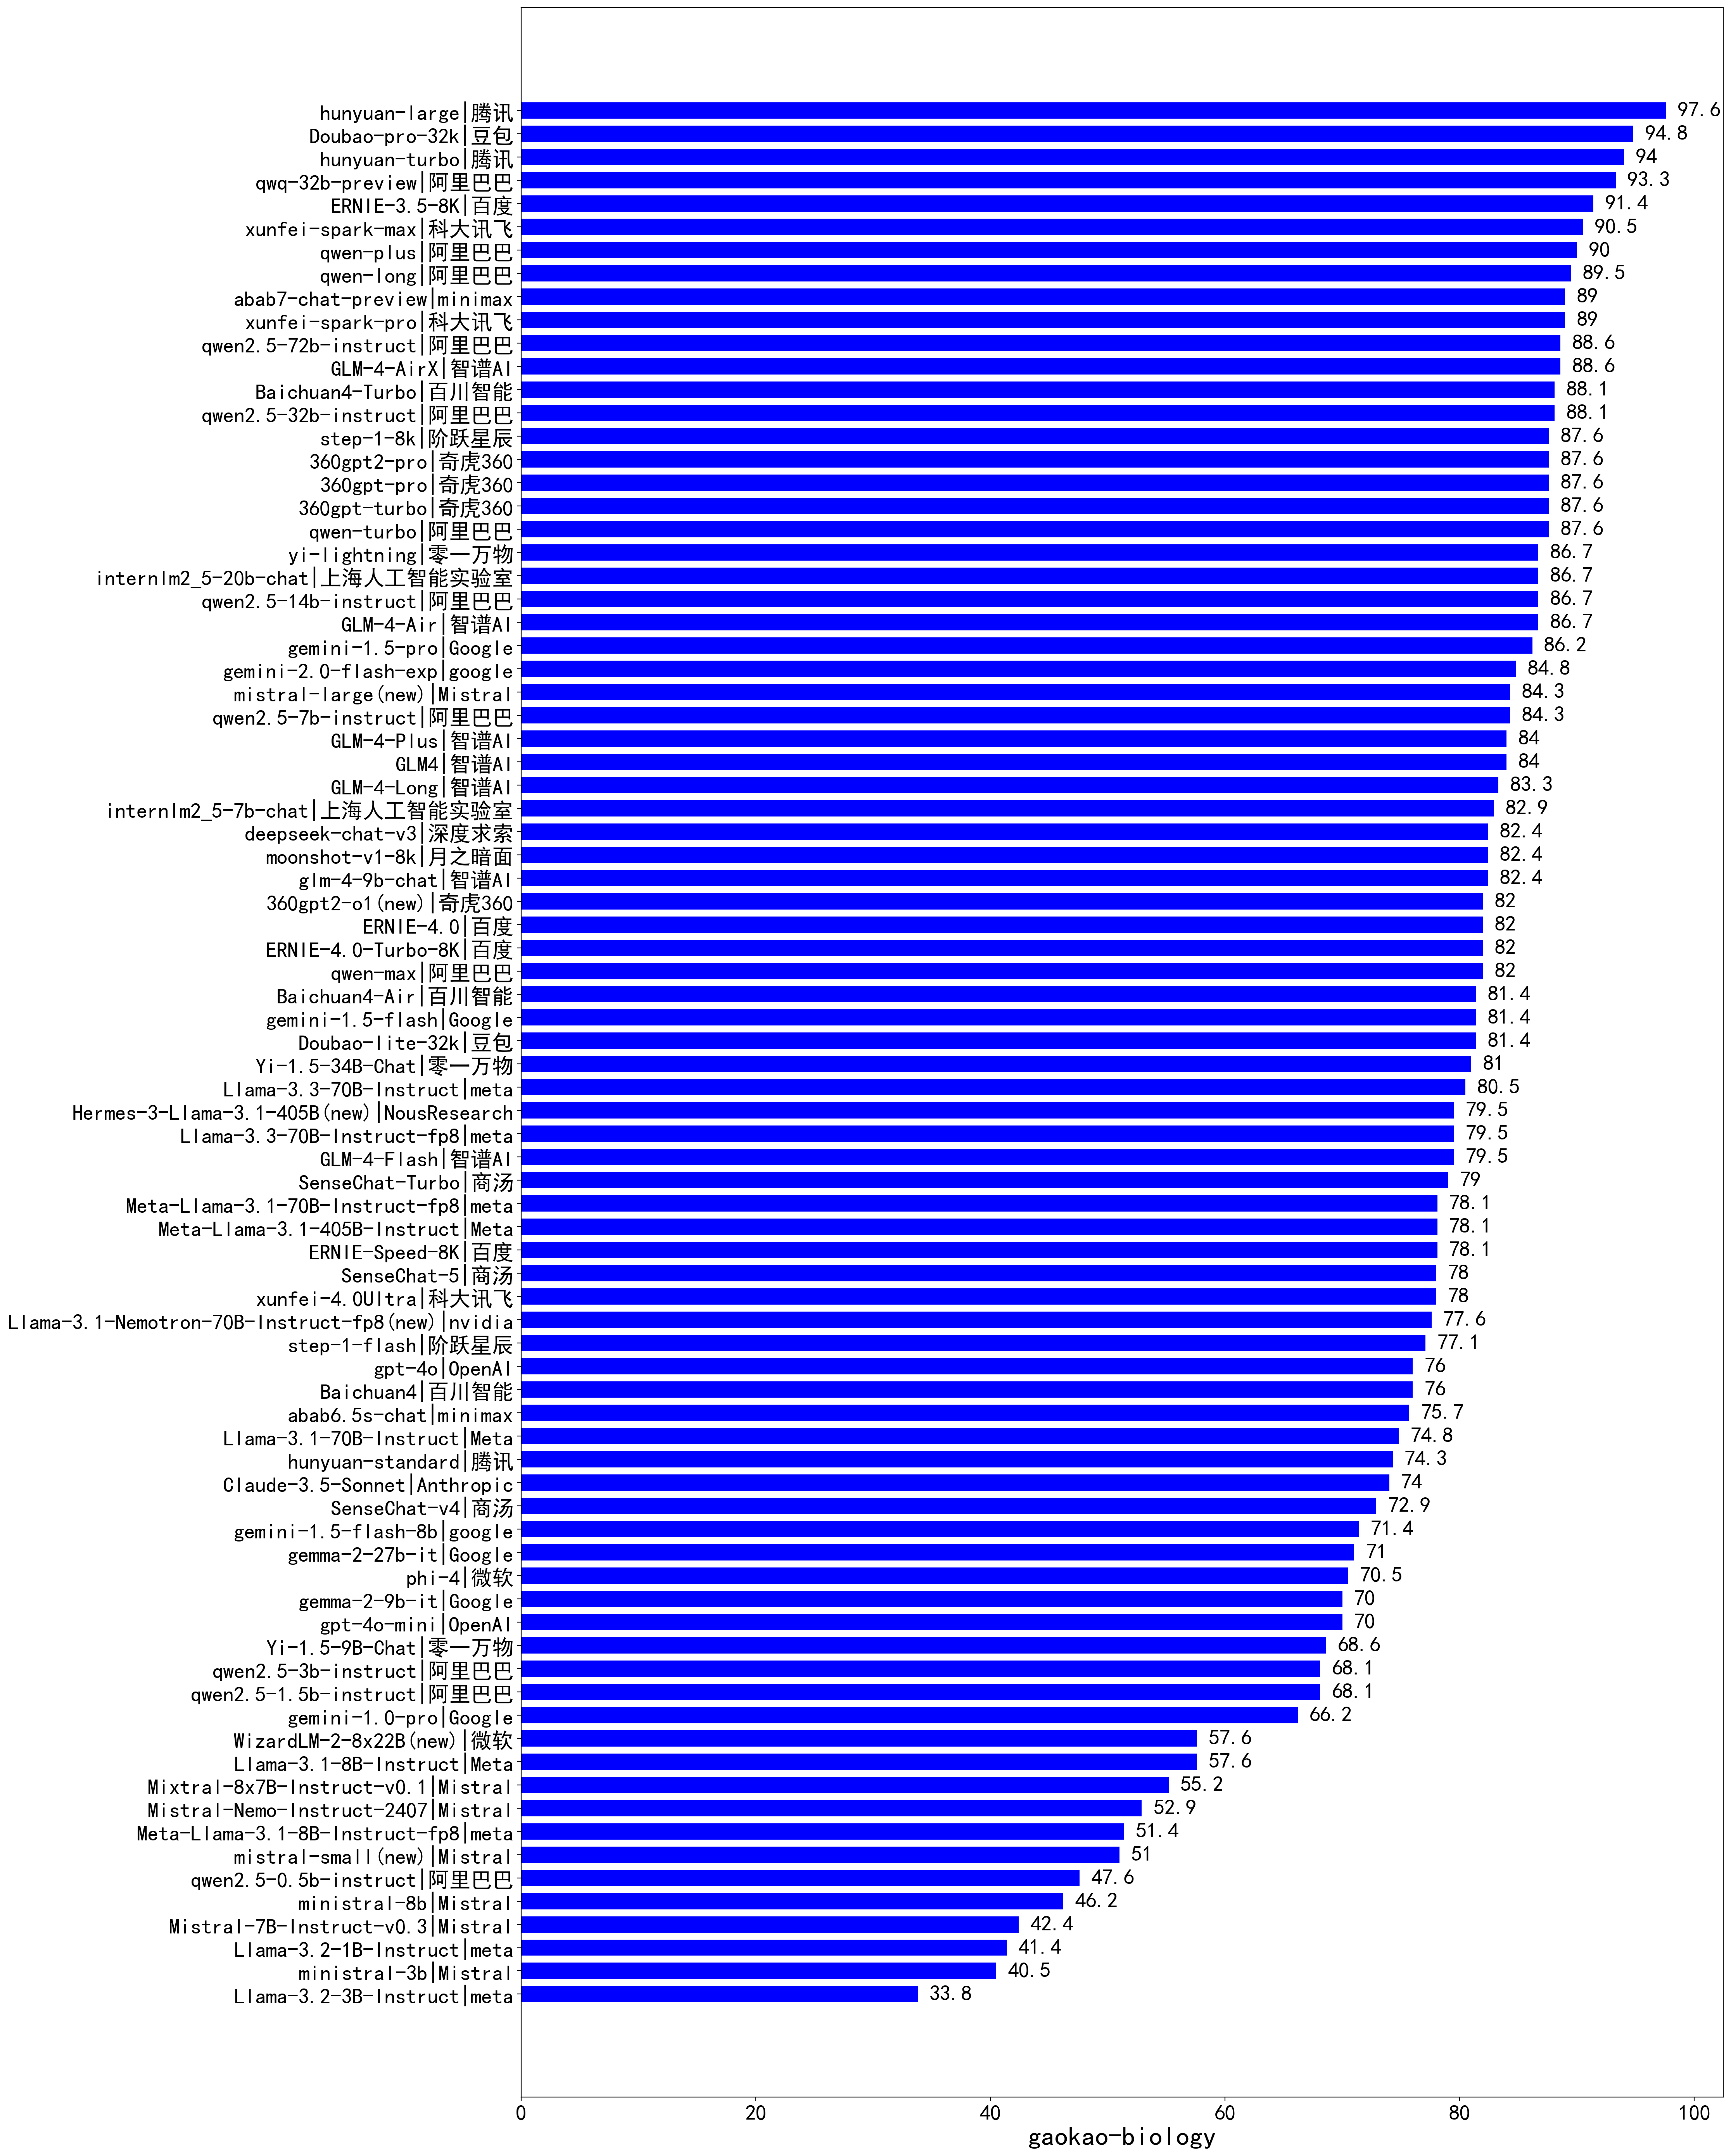 hunyuan-large|腾讯 97.6
Doubao-pro-32k|豆包 94.8
hunyuan-turbo|腾讯 94
qwq-32b-preview|阿里巴巴 93.3
ERNIE-3.5-8K|百度 91.4
xunfei-spark-max|科大讯飞 90.5
qwen-plus|阿里巴巴 90
qwen-long|阿里巴巴 89.5
abab7-chat-preview|minimax 89
xunfei-spark-pro|科大讯飞 89
qwen2.5-72b-instruct|阿里巴巴 88.6
GLM-4-AirX|智谱AI 88.6
Baichuan4-Turbo|百川智能 88.1
qwen2.5-32b-instruct|阿里巴巴 88.1
step-1-8k|阶跃星辰 87.6
360gpt2-pro|奇虎360 87.6
360gpt-pro|奇虎360 87.6
360gpt-turbo|奇虎360 87.6
qwen-turbo|阿里巴巴 87.6
yi-lightning|零一万物 86.7
internlm2_5-20b-chat|上海人工智能实验室 86.7
qwen2.5-14b-instruct|阿里巴巴 86.7
GLM-4-Air|智谱AI 86.7
gemini-1.5-pro|Google 86.2
gemini-2.0-flash-exp|google 84.8
mistral-large(new)|Mistral 84.3
qwen2.5-7b-instruct|阿里巴巴 84.3
GLM-4-Plus|智谱AI 84
GLM4|智谱AI 84
GLM-4-Long|智谱AI 83.3
internlm2_5-7b-chat|上海人工智能实验室 82.9
deepseek-chat-v3|深度求索 82.4
moonshot-v1-8k|月之暗面 82.4
glm-4-9b-chat|智谱AI 82.4
360gpt2-o1(new)|奇虎360 82
ERNIE-4.0|百度 82
ERNIE-4.0-Turbo-8K|百度 82
qwen-max|阿里巴巴 82
Baichuan4-Air|百川智能 81.4
gemini-1.5-flash|Google 81.4
Doubao-lite-32k|豆包 81.4
Yi-1.5-34B-Chat|零一万物 81
Llama-3.3-70B-Instruct|meta 80.5
Hermes-3-Llama-3.1-405B(new)|NousResearch 79.5
Llama-3.3-70B-Instruct-fp8|meta 79.5
GLM-4-Flash|智谱AI 79.5
SenseChat-Turbo|商汤 79
Meta-Llama-3.1-70B-Instruct-fp8|meta 78.1
Meta-Llama-3.1-405B-Instruct|Meta 78.1
ERNIE-Speed-8K|百度 78.1
SenseChat-5|商汤 78
xunfei-4.0Ultra|科大讯飞 78
Llama-3.1-Nemotron-70B-Instruct-fp8(new)|nvidia 77.6
step-1-flash|阶跃星辰 77.1
gpt-4o|OpenAI 76
Baichuan4|百川智能 76
abab6.5s-chat|minimax 75.7
Llama-3.1-70B-Instruct|Meta 74.8
hunyuan-standard|腾讯 74.3
Claude-3.5-Sonnet|Anthropic 74
SenseChat-v4|商汤 72.9
gemini-1.5-flash-8b|google 71.4
gemma-2-27b-it|Google 71
phi-4|微软 70.5
gemma-2-9b-it|Google 70
gpt-4o-mini|OpenAI 70
Yi-1.5-9B-Chat|零一万物 68.6
qwen2.5-3b-instruct|阿里巴巴 68.1
qwen2.5-1.5b-instruct|阿里巴巴 68.1
gemini-1.0-pro|Google 66.2
WizardLM-2-8x22B(new)|微软 57.6
Llama-3.1-8B-Instruct|Meta 57.6
Mixtral-8x7B-Instruct-v0.1|Mistral 55.2
Mistral-Nemo-Instruct-2407|Mistral 52.9
Meta-Llama-3.1-8B-Instruct-fp8|meta 51.4
mistral-small(new)|Mistral 51
qwen2.5-0.5b-instruct|阿里巴巴 47.6
ministral-8b|Mistral 46.2
Mistral-7B-Instruct-v0.3|Mistral 42.4
Llama-3.2-1B-Instruct|meta 41.4
ministral-3b|Mistral 40.5
Llama-3.2-3B-Instruct|meta 33.8
0 20 40 60 80 100
gaokao-biology